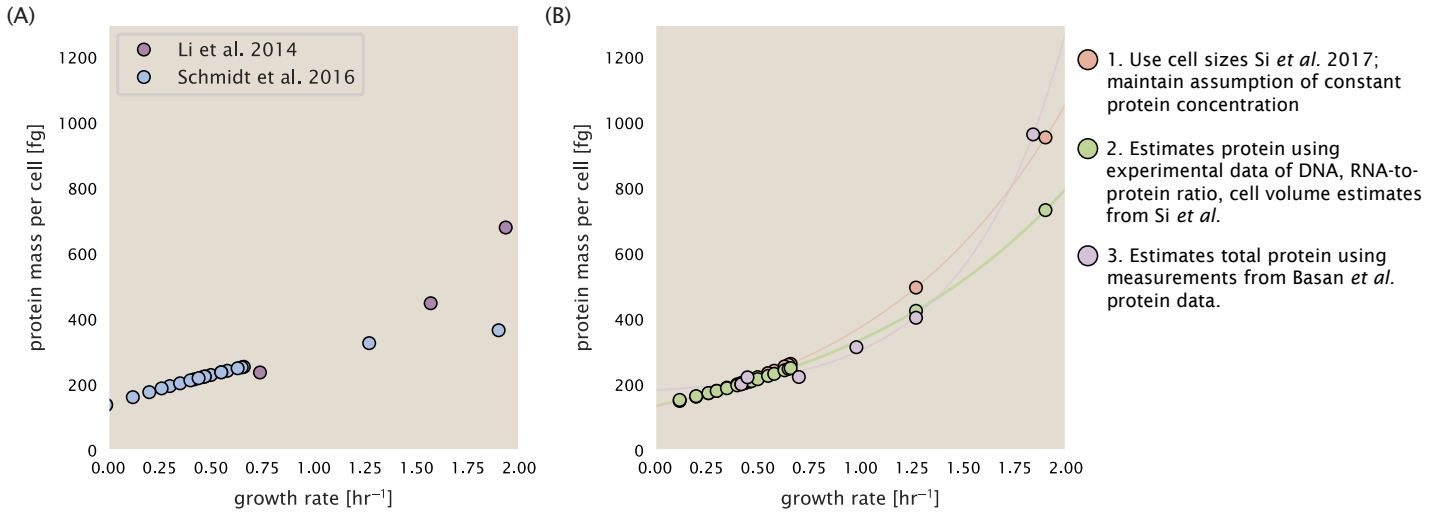 (A)
Li et al. 2014
Schmidt et al. 2016
1200
1000
800
600
400
200
0
protein mass per cell [fg]
0.00 0.25 0.50 0.75 1.00 1.25 1.50 1.75 2.00
growth rate [hr⁻¹]
(B)
1200
1000
800
600
400
200
0
protein mass per cell [fg]
0.00 0.25 0.50 0.75 1.00 1.25 1.50 1.75 2.00
growth rate [hr⁻¹]
1. Use cell sizes Si et al. 2017;
maintain assumption of constant
protein concentration
2. Estimates protein using
experimental data of DNA, RNA-to-
protein ratio, cell volume estimates
from Si et al.
3. Estimates total protein using
measurements from Basan et al.
protein data.